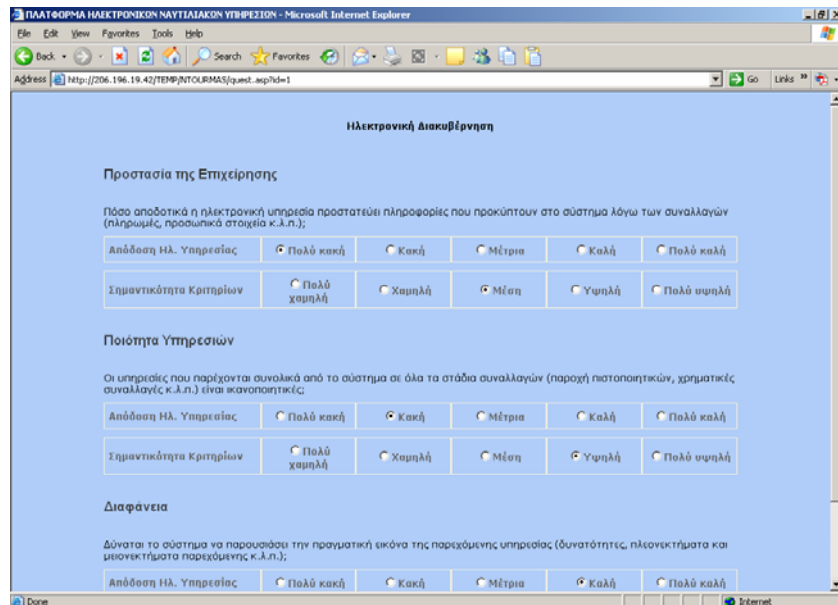 ΠΛΑΤΦΟΡΜΑ ΗΛΕΚΤΡΟΝΙΚΩΝ ΝΑΥΤΙΛΙΑΚΩΝ ΥΠΗΡΕΣΙΩΝ - Microsoft Internet Explorer
File Edit View Favorites Tools Help
Back Search Favorites
Address http://206.196.19.42/TEMP/NTOURMAS/quest.asp?id=1 Go Links »
Ηλεκτρονική Διακυβέρνηση
Προστασία της Επιχείρησης
Πόσο αποδοτικά η ηλεκτρονική υπηρεσία προστατεύει πληροφορίες που προκύπτουν στο σύστημα λόγω των συναλλαγών
(πληρωμές, προσωπικά στοιχεία κ.λ.π.);
Απόδοση Ηλ. Υπηρεσίας Πολύ κακή Κακή Μέτρια Καλή Πολύ καλή
Σημαντικότητα Κριτηρίων Πολύ χαμηλή Χαμηλή Μέση Υψηλή Πολύ υψηλή
Ποιότητα Υπηρεσιών
Οι υπηρεσίες που παρέχονται συνολικά από το σύστημα σε όλα τα στάδια συναλλαγών (παροχή πιστοποιητικών, χρηματικές
συναλλαγές κ.λ.π.) είναι ικανοποιητικές;
Απόδοση Ηλ. Υπηρεσίας Πολύ κακή Κακή Μέτρια Καλή Πολύ καλή
Σημαντικότητα Κριτηρίων Πολύ χαμηλή Χαμηλή Μέση Υψηλή Πολύ υψηλή
Διαφάνεια
Δύναται το σύστημα να παρουσιάσει την πραγματική εικόνα της παρεχόμενης υπηρεσίας (δυνατότητες, πλεονεκτήματα και
μειονεκτήματα παρεχόμενης κ.λ.π.);
Απόδοση Ηλ. Υπηρεσίας Πολύ κακή Κακή Μέτρια Καλή Πολύ καλή
Done Internet